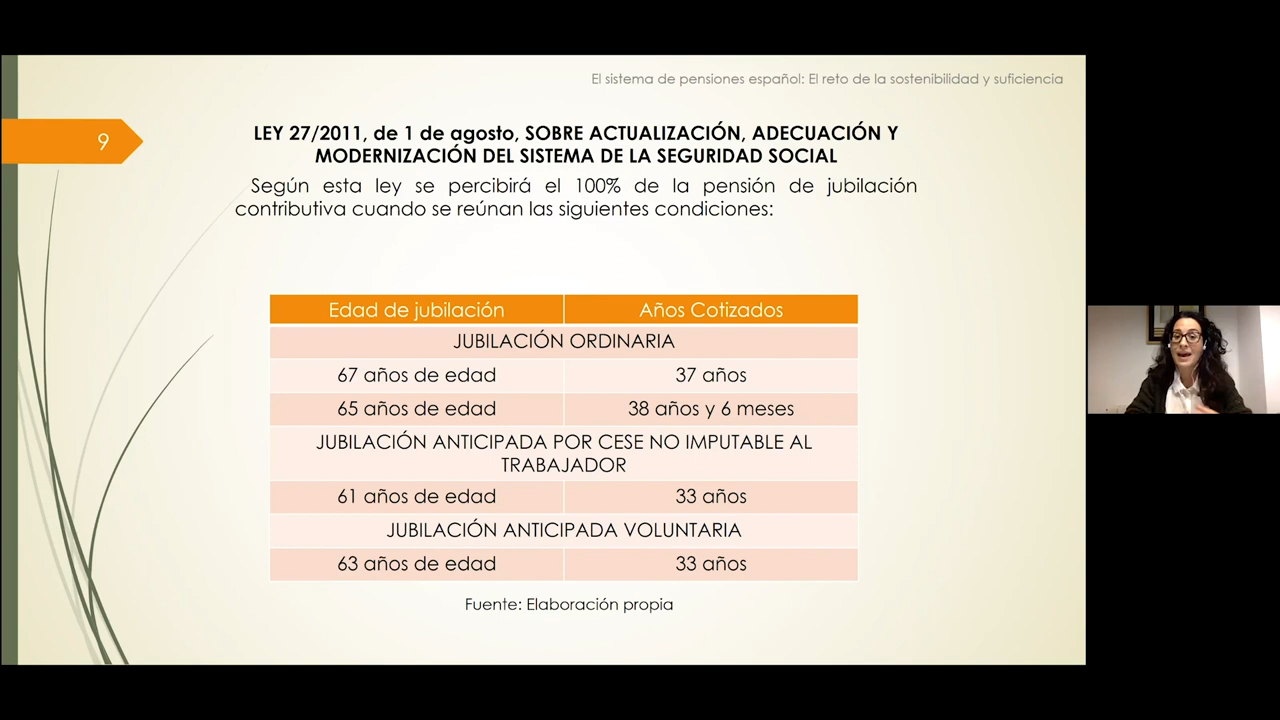 El sistema de pensiones español: El reto de la sostenibilidad y suficiencia
9
LEY 27/2011, de 1 de agosto, SOBRE ACTUALIZACIÓN, ADECUACIÓN Y
MODERNIZACIÓN DEL SISTEMA DE LA SEGURIDAD SOCIAL
Según esta ley se percibirá el 100% de la pensión de jubilación
contributiva cuando se reúnan las siguientes condiciones:
Edad de jubilación Años Cotizados
JUBILACIÓN ORDINARIA
67 años de edad 37 años
65 años de edad 38 años y 6 meses
JUBILACIÓN ANTICIPADA POR CESE NO IMPUTABLE AL
TRABAJADOR
61 años de edad 33 años
JUBILACIÓN ANTICIPADA VOLUNTARIA
63 años de edad 33 años
Fuente: Elaboración propia